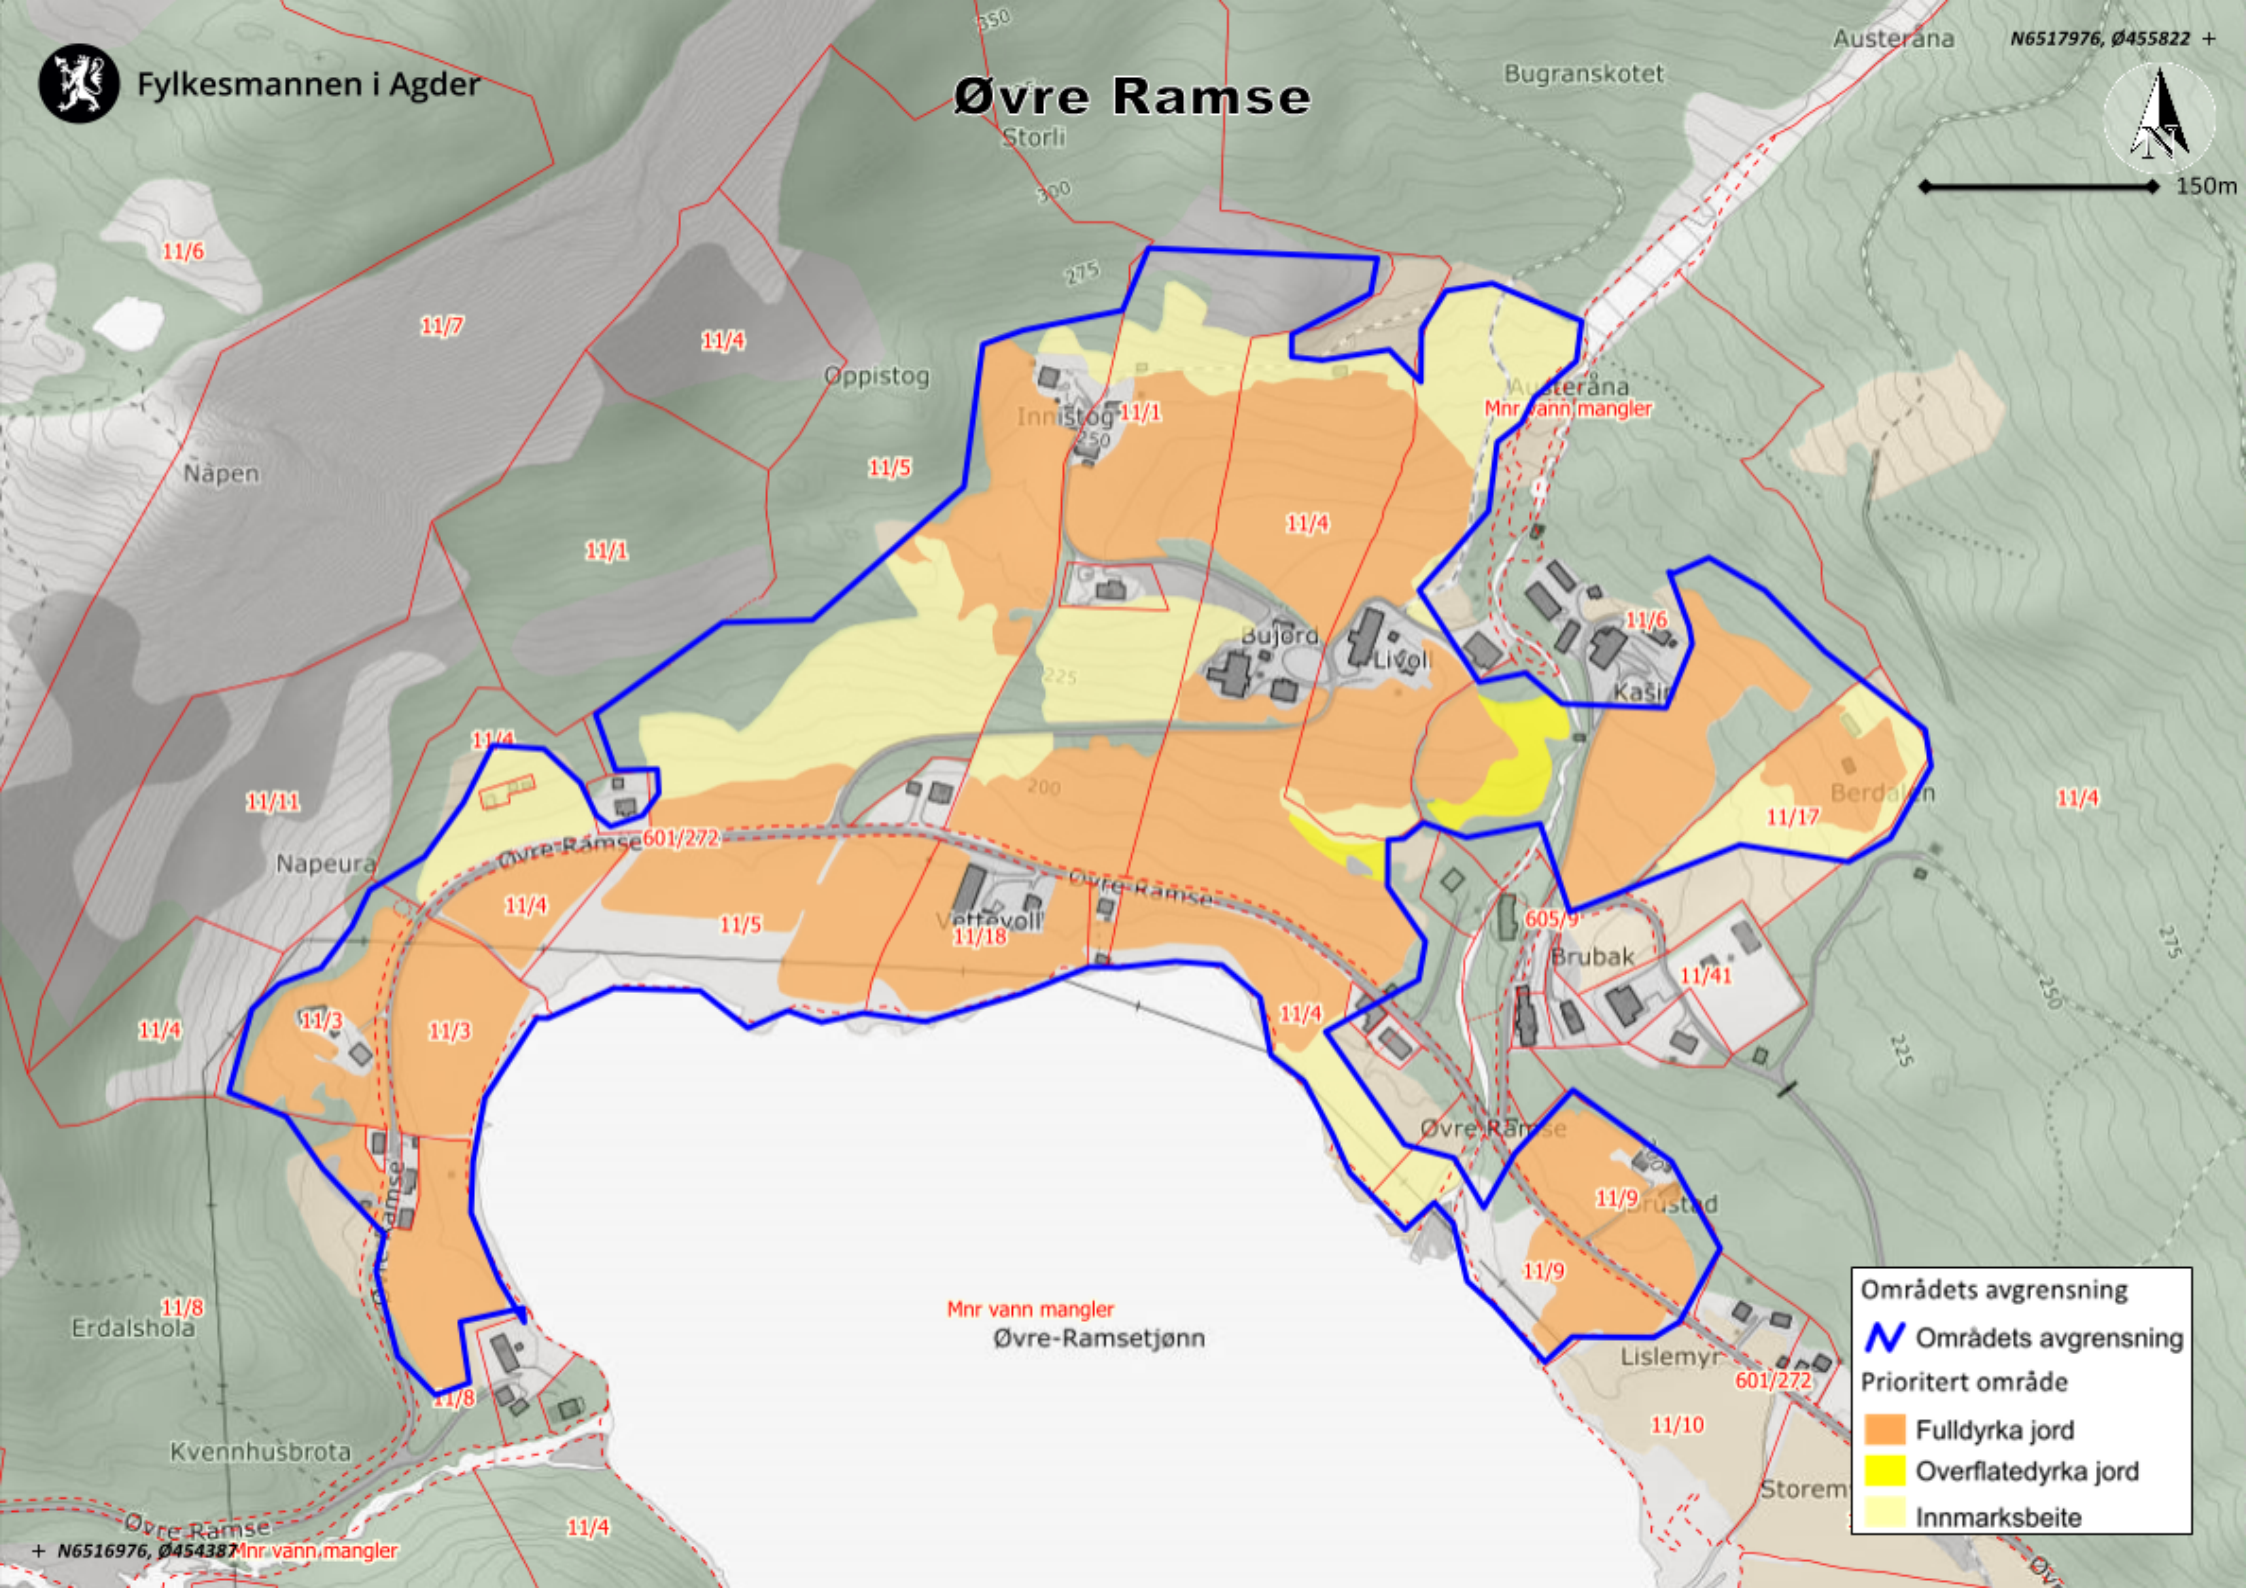 Fylkesmannen i Agder
Øvre Ramse
350
Storli
300
275
Bugranskotet
Austeråna
N6517976, Ø455822 +
N
150m
11/6
11/7
11/4
Oppistog
11/5
Nåpen
11/1
Innistog
11/1
250
11/4
Austeråna
Mnr vann mangler
11/6
Bujord
Livoll
225
11/4
11/11
Napeura
Øvre-Ramse
601/272
200
Øvre-Ramse
11/17
Berdalen
11/4
11/4
11/5
Vettevoll
11/18
605/9
Brubak
11/41
275
250
225
11/4
11/3
11/3
11/4
Øvre Ramse
11/9
11/9
11/8
Erdalshola
Mnr vann mangler
Øvre-Ramsetjønn
Lislemyr
601/272
11/10
11/8
Kvennhusbrota
Øvre Ramse
11/4
+ N6516976, Ø454387
Mnr vann mangler
Områdets avgrensning
Områdets avgrensning
Prioritert område
Fulldyrka jord
Overflatedyrka jord
Innmarksbeite